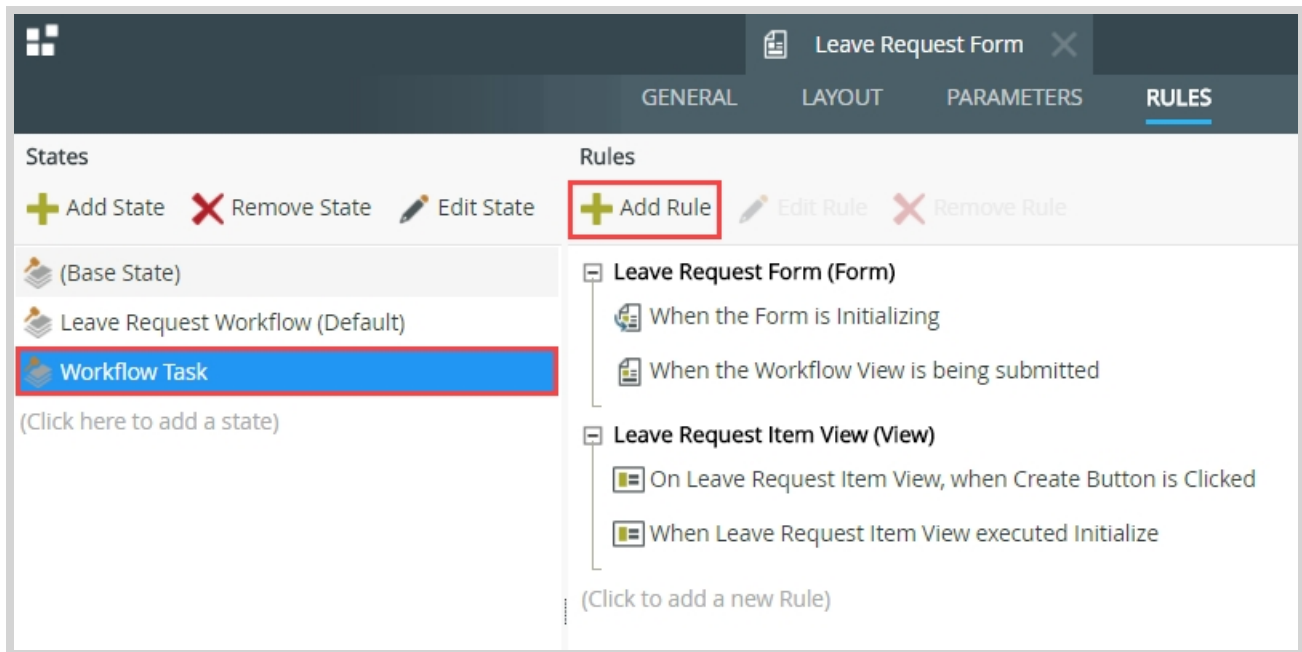 Leave Request Form
GENERAL LAYOUT PARAMETERS RULES
States
Add State Remove State Edit State
(Base State)
Leave Request Workflow (Default)
Workflow Task
(Click here to add a state)
Rules
Add Rule Edit Rule Remove Rule
Leave Request Form (Form)
When the Form is Initializing
When the Workflow View is being submitted
Leave Request Item View (View)
On Leave Request Item View, when Create Button is Clicked
When Leave Request Item View executed Initialize
(Click to add a new Rule)